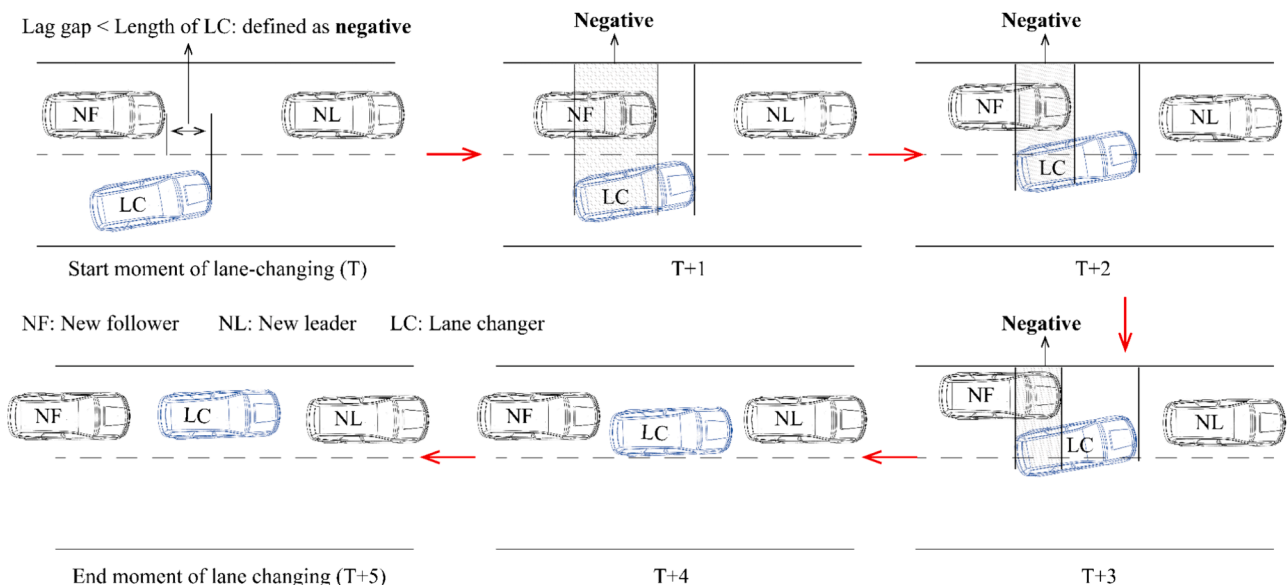 Lag gap < Length of LC: defined as negative
NF
NL
LC
Start moment of lane-changing (T)
Negative
NF
NL
LC
T+1
Negative
NF
NL
LC
T+2
NF: New follower NL: New leader LC: Lane changer
Negative
NF
LC
NL
T+3
NF
LC
NL
T+4
NF
LC
NL
End moment of lane changing (T+5)